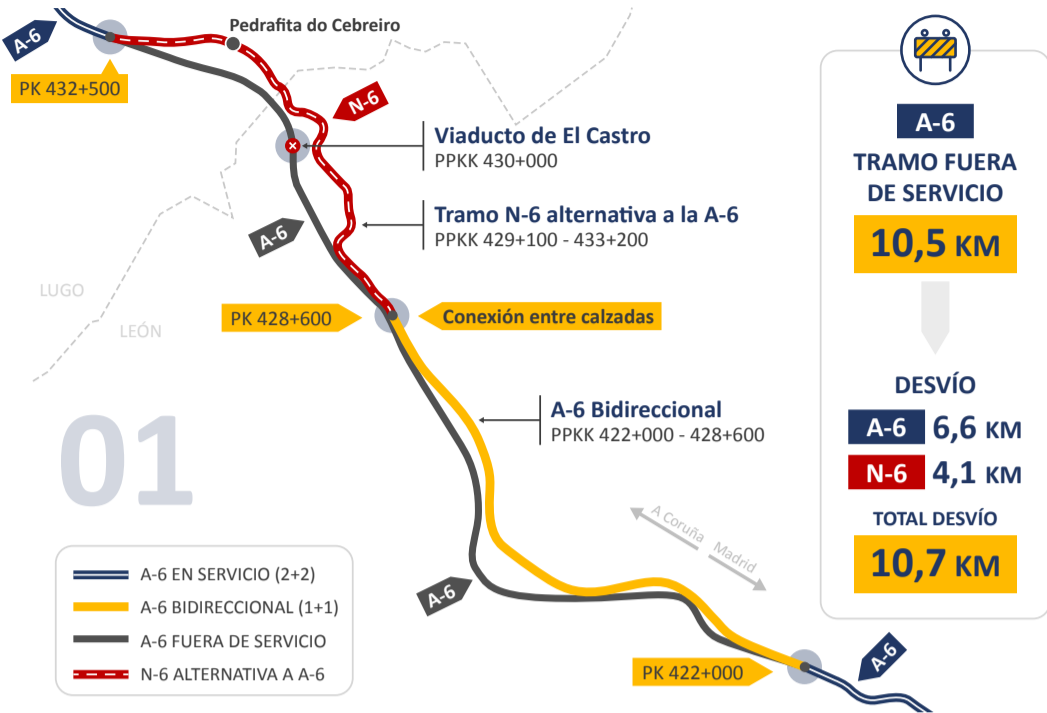 A-6
Pedrafita do Cebreiro
PK 432+500
N-6
Viaducto de El Castro
PPKK 430+000
Tramo N-6 alternativa a la A-6
PPKK 429+100 - 433+200
A-6
LUGO
LEÓN
PK 428+600
Conexión entre calzadas
A-6 Bidireccional
PPKK 422+000 - 428+600
01
A Coruña Madrid
A-6
A-6
PK 422+000
A-6 EN SERVICIO (2+2)
A-6 BIDIRECCIONAL (1+1)
A-6 FUERA DE SERVICIO
N-6 ALTERNATIVA A A-6
A-6
TRAMO FUERA
DE SERVICIO
10,5 KM
DESVÍO
A-6 6,6 KM
N-6 4,1 KM
TOTAL DESVÍO
10,7 KM